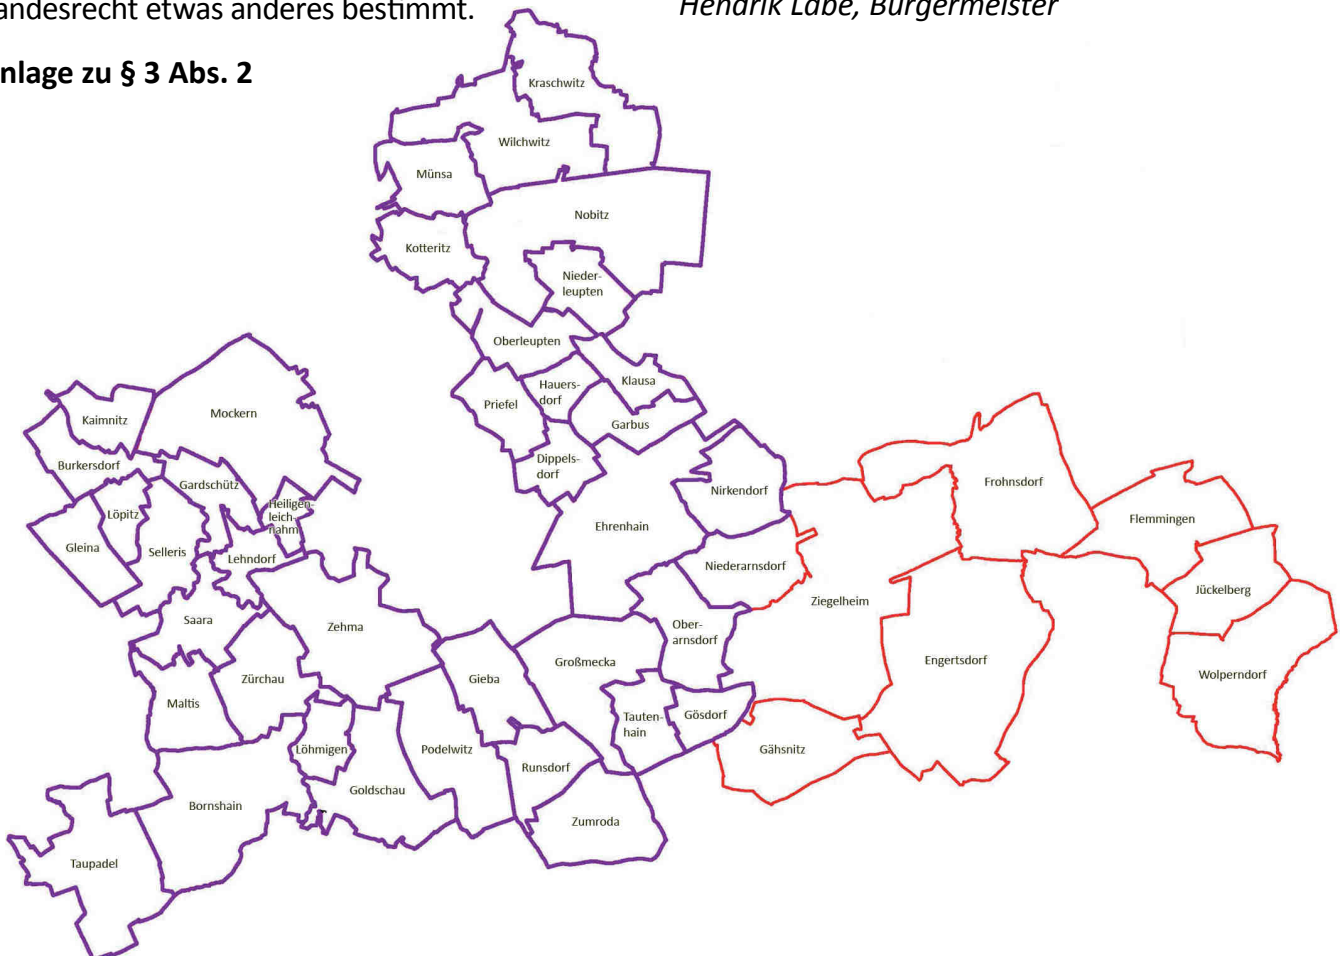 andesrecht etwas anderes bestimmt.
Hendrik Läbe, Bürgermeister
nlage zu § 3 Abs. 2
Kraschwitz
Wilchwitz
Münsa
Nobitz
Kotteritz
Nieder-
leupten
Oberleupten
Klausa
Hauers-
dorf
Priefel
Garbus
Mockern
Kaimnitz
Burkersdorf
Dippels-
dorf
Gardschütz
Nirkendorf
Frohnsdorf
Heiligen-
leich-
nahm
Löpitz
Flemmingen
Ehrenhain
Gleina
Selleris
Lehndorf
Niederarnsdorf
Jückelberg
Ziegelheim
Saara
Zehma
Ober-
arnsdorf
Großmecka
Engertsdorf
Zürchau
Gieba
Wolperndorf
Maltis
Tauten-
hain
Gösdorf
Löhmigen
Podelwitz
Gähsnitz
Runsdorf
Goldschau
Bornshain
Zumroda
Taupadel